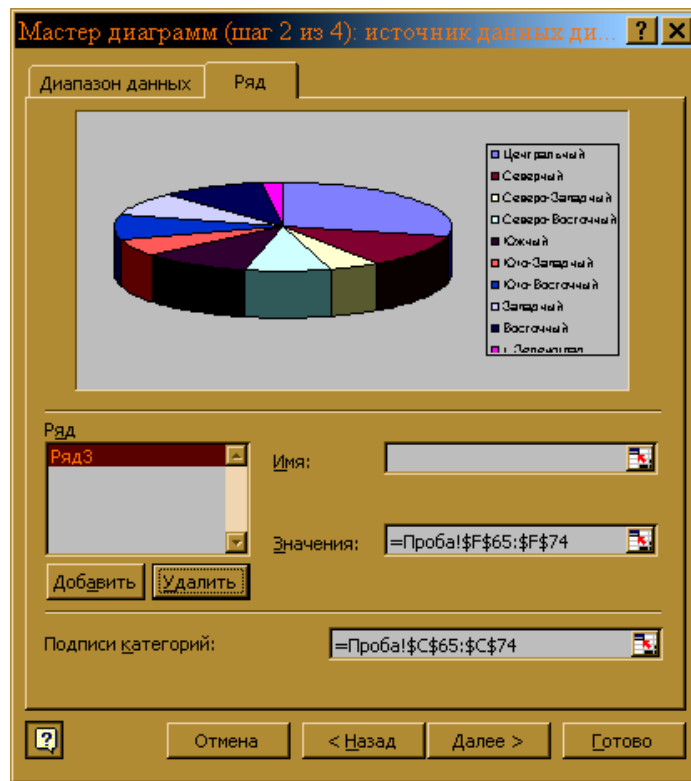 Мастер диаграмм (шаг 2 из 4): источник данных ди...
Диапазон данных
Ряд
Центральный
Северный
Северо-Западный
Северо-Восточный
Южный
Юго-Западный
Юго-Восточный
Западный
Восточный
Ряд
Ряд3
Имя:
Значения:
=Проба!$F$65:$F$74
Добавить
Удалить
Подписи категорий:
=Проба!$C$65:$C$74
Отмена
< Назад
Далее >
Готово